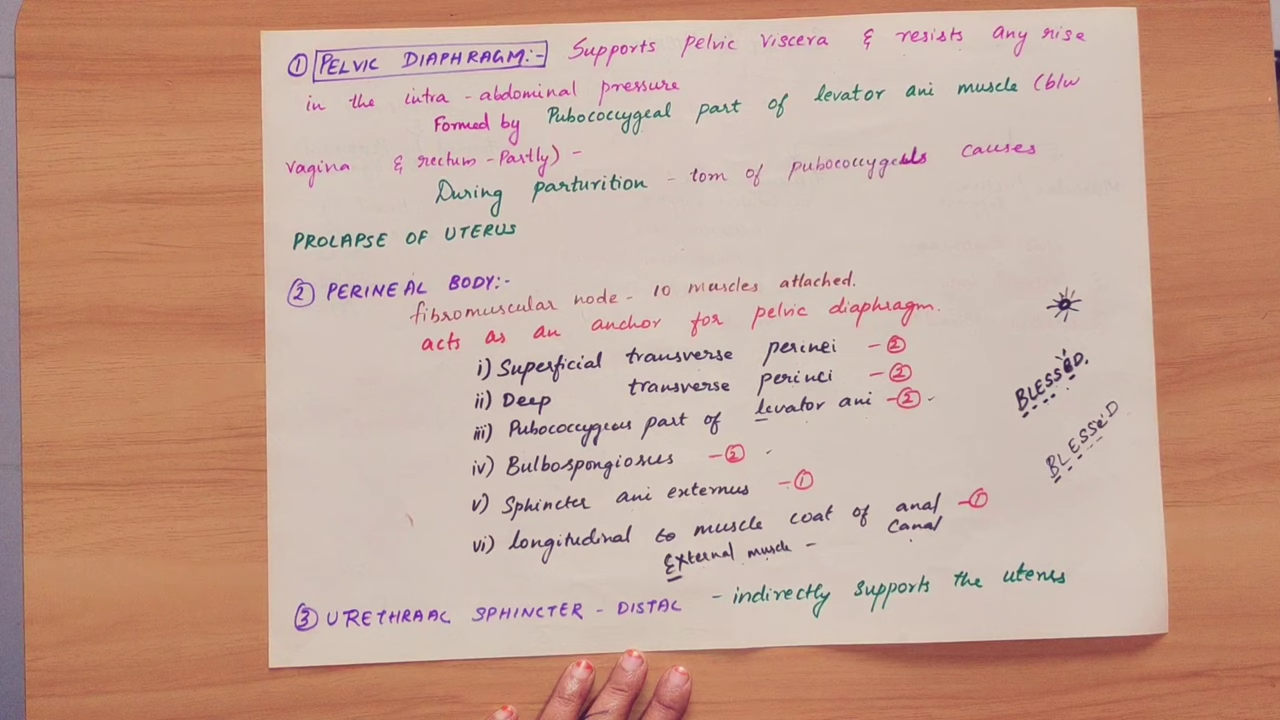 ① PELVIC DIAPHRAGM:- Supports pelvic viscera & resists any rise
in the intra-abdominal pressure
Formed by Pubococcygeal part of levator ani muscle (b/w
vagina & rectum - Partly) -
During parturition - torn of pubococcygeus causes
PROLAPSE OF UTERUS
② PERINEAL BODY:-
fibromuscular node - 10 muscles attached.
acts as an anchor for pelvic diaphragm.
i) Superficial transverse perinei - ②
ii) Deep transverse perinei - ②
iii) Pubococcygeous part of levator ani - ②
iv) Bulbospongiosus - ②
v) Sphincter ani externus - ①
vi) longitudinal to muscle coat of anal - ①
canal
External muscle -
③ URETHRAAL SPHINCTER - DISTAL - indirectly supports the uterus
BLESSED.
BLESSeD